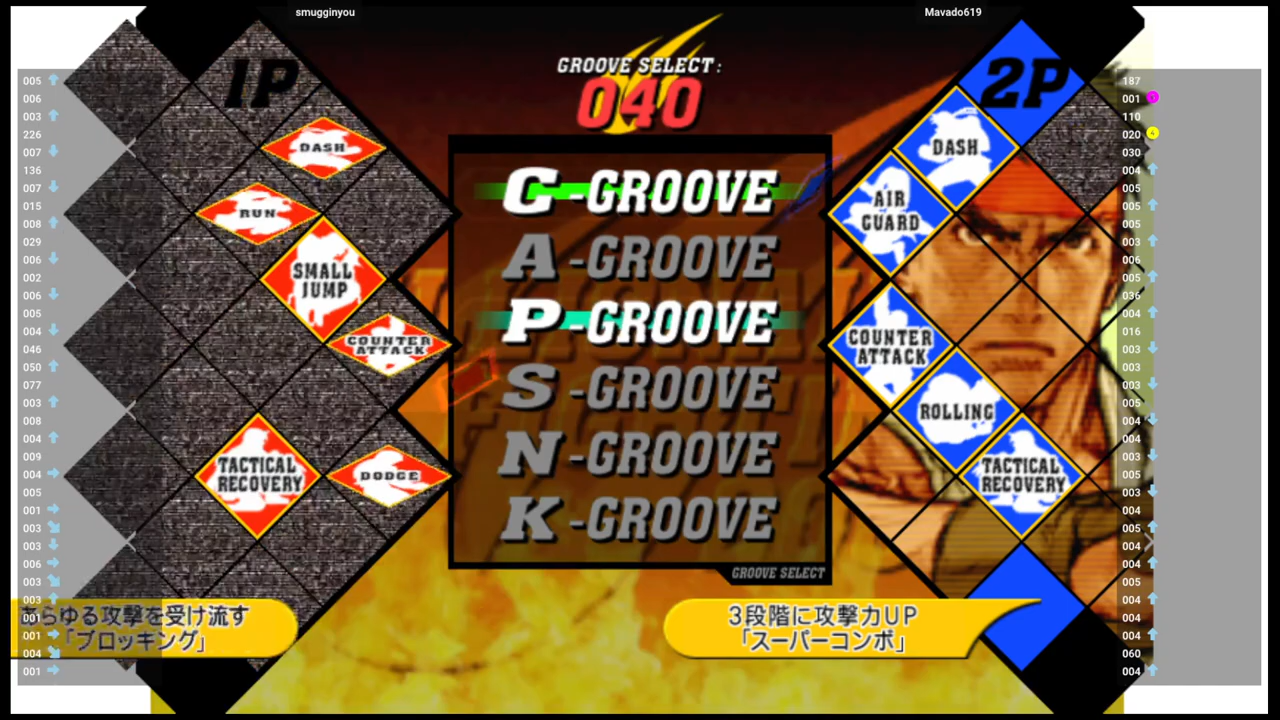 smugginyou
Mavado619
GROOVE SELECT:
040
1P
2P
DASH
RUN
SMALL
JUMP
COUNTER
ATTACK
TACTICAL
RECOVERY
DODGE
C-GROOVE
A-GROOVE
P-GROOVE
S-GROOVE
N-GROOVE
K-GROOVE
GROOVE SELECT
DASH
AIR
GUARD
COUNTER
ATTACK
ROLLING
TACTICAL
RECOVERY
あらゆる攻撃を受け流す
「ブロッキング」
3段階に攻撃力UP
「スーパーコンボ」
005
006
003
226
007
136
007
015
008
029
006
002
006
005
004
046
050
077
003
008
004
009
004
005
001
003
003
006
003
003
001
001
004
001
187
001
110
020
030
004
005
005
005
003
006
005
036
004
016
003
003
003
005
004
004
003
005
003
004
005
004
004
005
004
004
004
060
004